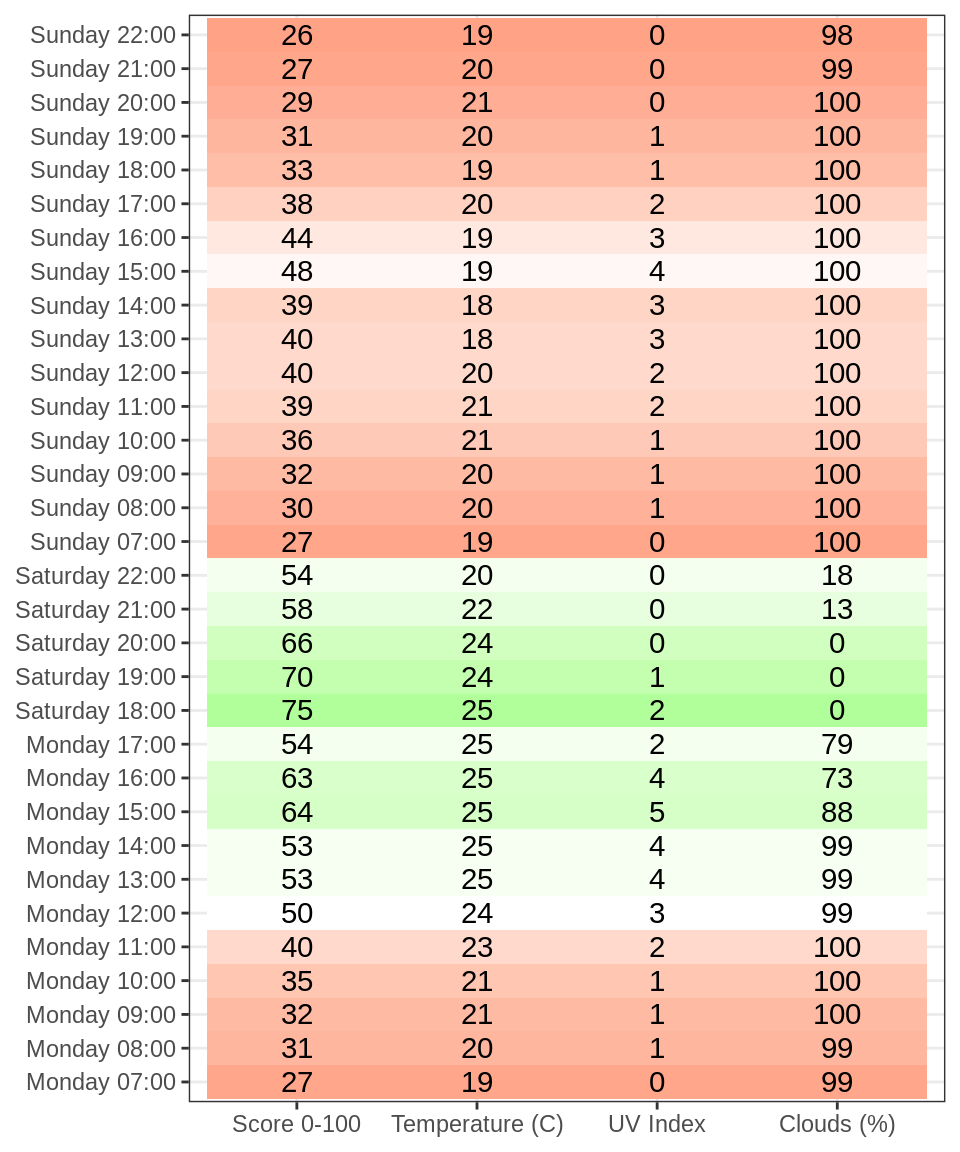 Sunday 22:00 26 19 0 98
Sunday 21:00 27 20 0 99
Sunday 20:00 29 21 0 100
Sunday 19:00 31 20 1 100
Sunday 18:00 33 19 1 100
Sunday 17:00 38 20 2 100
Sunday 16:00 44 19 3 100
Sunday 15:00 48 19 4 100
Sunday 14:00 39 18 3 100
Sunday 13:00 40 18 3 100
Sunday 12:00 40 20 2 100
Sunday 11:00 39 21 2 100
Sunday 10:00 36 21 1 100
Sunday 09:00 32 20 1 100
Sunday 08:00 30 20 1 100
Sunday 07:00 27 19 0 100
Saturday 22:00 54 20 0 18
Saturday 21:00 58 22 0 13
Saturday 20:00 66 24 0 0
Saturday 19:00 70 24 1 0
Saturday 18:00 75 25 2 0
Monday 17:00 54 25 2 79
Monday 16:00 63 25 4 73
Monday 15:00 64 25 5 88
Monday 14:00 53 25 4 99
Monday 13:00 53 25 4 99
Monday 12:00 50 24 3 99
Monday 11:00 40 23 2 100
Monday 10:00 35 21 1 100
Monday 09:00 32 21 1 100
Monday 08:00 31 20 1 99
Monday 07:00 27 19 0 99
Score 0-100 Temperature (C) UV Index Clouds (%)